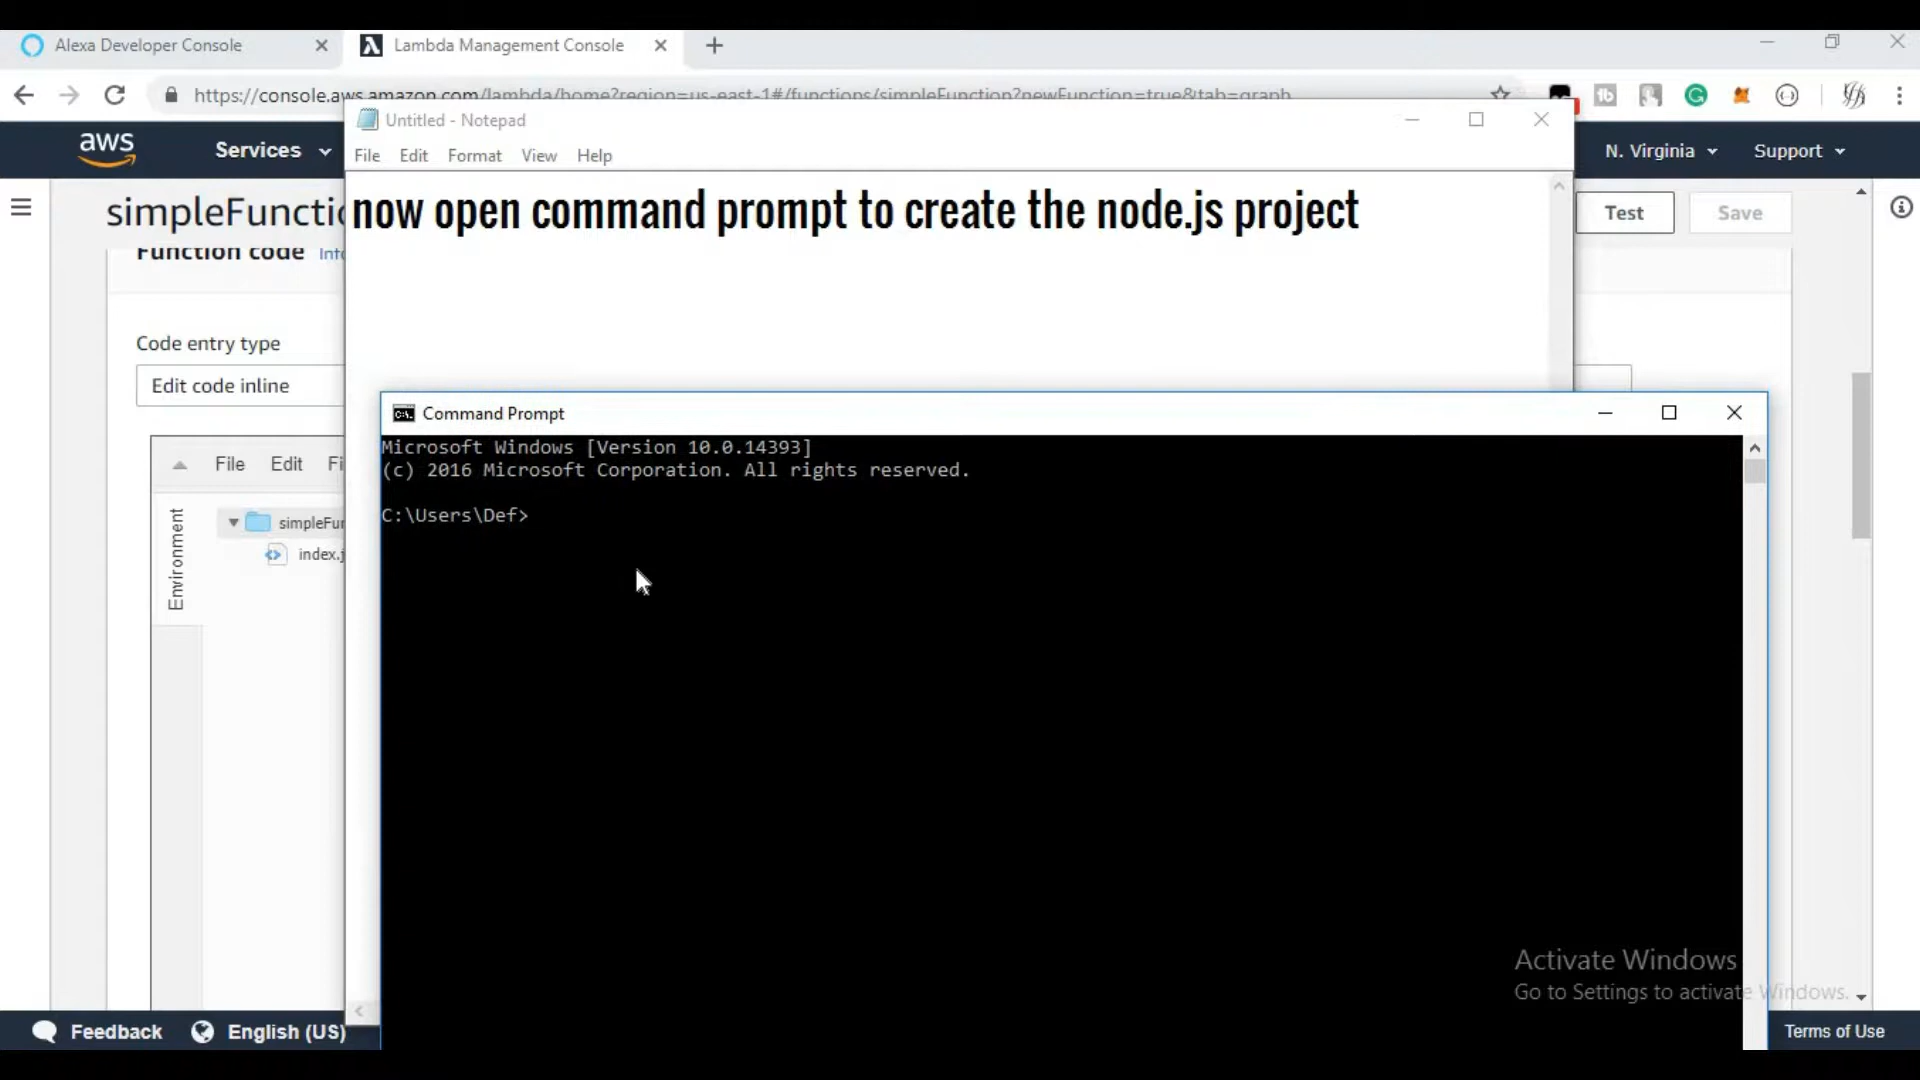 Alexa Developer Console
Lambda Management Console
https://console.aws.amazon.com/lambda/home?region=us-east-1#/functions/simpleFunction?newFunction=true&tab=graph
Untitled - Notepad
File Edit Format View Help
aws
Services
N. Virginia
Support
simpleFunctio
now open command prompt to create the node.js project
Test
Save
Function code
Info
Code entry type
Edit code inline
Command Prompt
Microsoft Windows [Version 10.0.14393]
(c) 2016 Microsoft Corporation. All rights reserved.
C:\Users\Def>
File Edit Fi
Environment
simpleFun
index.j
Activate Windows
Go to Settings to activate Windows.
Feedback
English (US)
Terms of Use